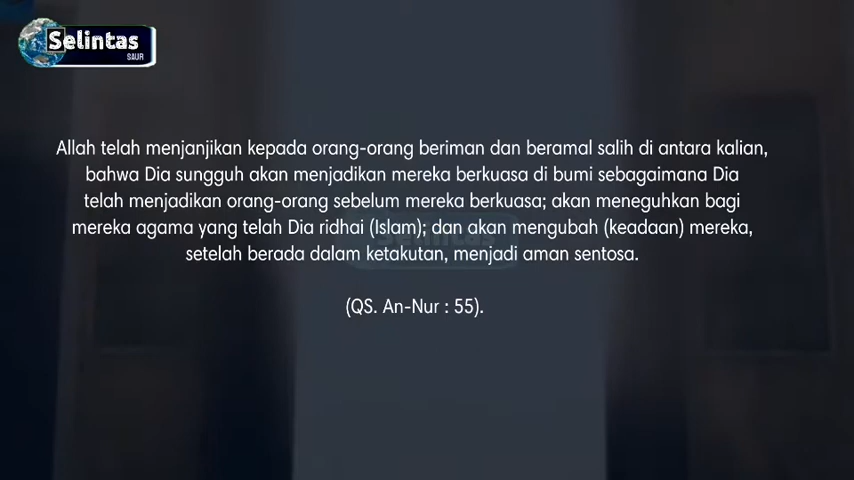 Selintas
SAUR
Allah telah menjanjikan kepada orang-orang beriman dan beramal salih di antara kalian,
bahwa Dia sungguh akan menjadikan mereka berkuasa di bumi sebagaimana Dia
telah menjadikan orang-orang sebelum mereka berkuasa; akan meneguhkan bagi
mereka agama yang telah Dia ridhai (Islam); dan akan mengubah (keadaan) mereka,
Selintas
setelah berada dalam ketakutan, menjadi aman sentosa.
(QS. An-Nur : 55).